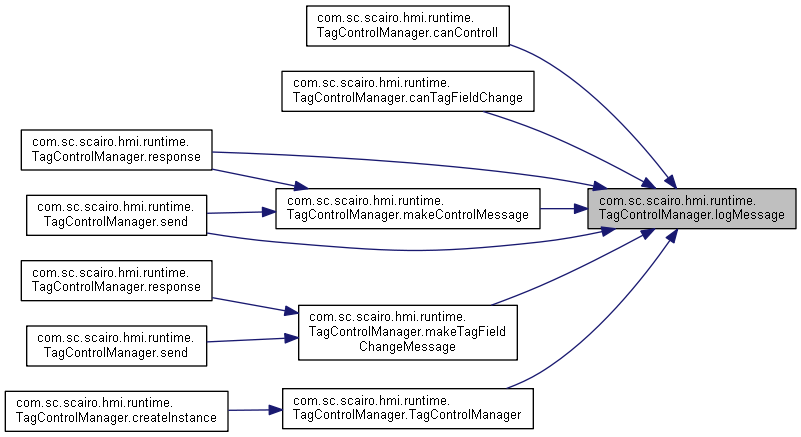 com.sc.scairo.hmi.runtime.
TagControlManager.canControll
com.sc.scairo.hmi.runtime.
TagControlManager.canTagFieldChange
com.sc.scairo.hmi.runtime.
TagControlManager.response
com.sc.scairo.hmi.runtime.
TagControlManager.send
com.sc.scairo.hmi.runtime.
TagControlManager.makeControlMessage
com.sc.scairo.hmi.runtime.
TagControlManager.logMessage
com.sc.scairo.hmi.runtime.
TagControlManager.response
com.sc.scairo.hmi.runtime.
TagControlManager.send
com.sc.scairo.hmi.runtime.
TagControlManager.makeTagField
ChangeMessage
com.sc.scairo.hmi.runtime.
TagControlManager.createInstance
com.sc.scairo.hmi.runtime.
TagControlManager.TagControlManager